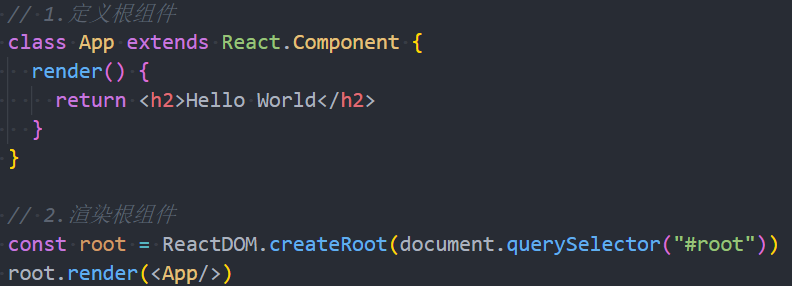 // 1.定义根组件
class App extends React.Component {
  render() {
    return <h2>Hello World</h2>
  }
}
// 2.渲染根组件
const root = ReactDOM.createRoot(document.querySelector("#root"))
root.render(<App/>)